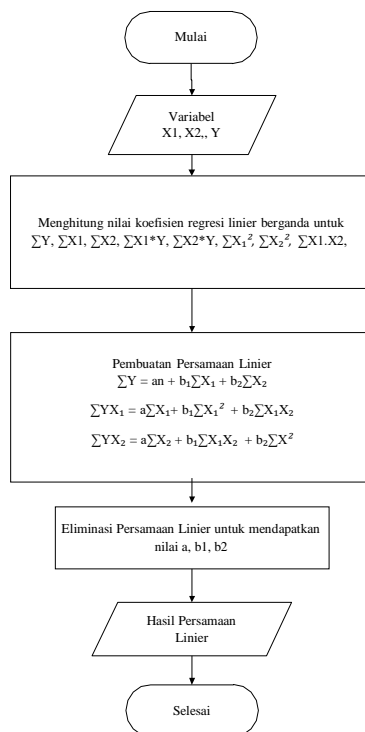 Mulai
Variabel
X1, X2,, Y
Menghitung nilai koefisien regresi linier berganda untuk
∑Y, ∑X1, ∑X2, ∑X1*Y, ∑X2*Y, ∑X₁², ∑X₂², ∑X1.X2,
Pembuatan Persamaan Linier
∑Y = an + b₁∑X₁ + b₂∑X₂
∑YX₁ = a∑X₁+ b₁∑X₁² + b₂∑X₁X₂
∑YX₂ = a∑X₂ + b₁∑X₁X₂ + b₂∑X²
Eliminasi Persamaan Linier untuk mendapatkan
nilai a, b1, b2
Hasil Persamaan
Linier
Selesai